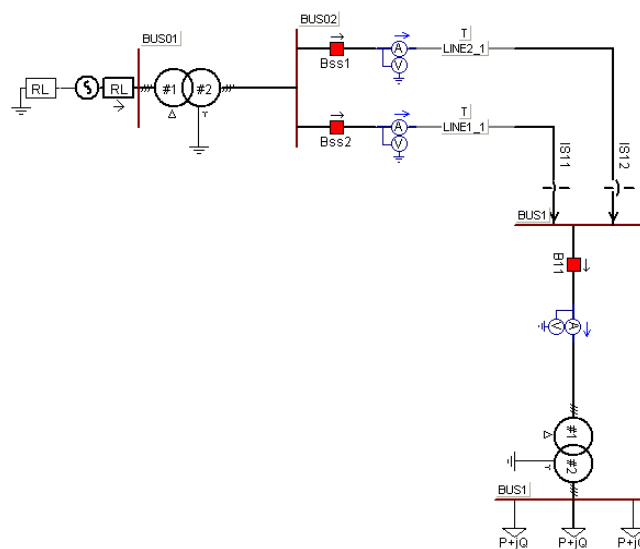 BUS01
BUS02
RL
RL
#1
#2
Bss1
A
V
T
LINE2_1
Bss2
A
V
T
LINE1_1
IS11
IS12
BUS1
B11
V
A
#1
#2
BUS1
P+jQ
P+jQ
P+jQ